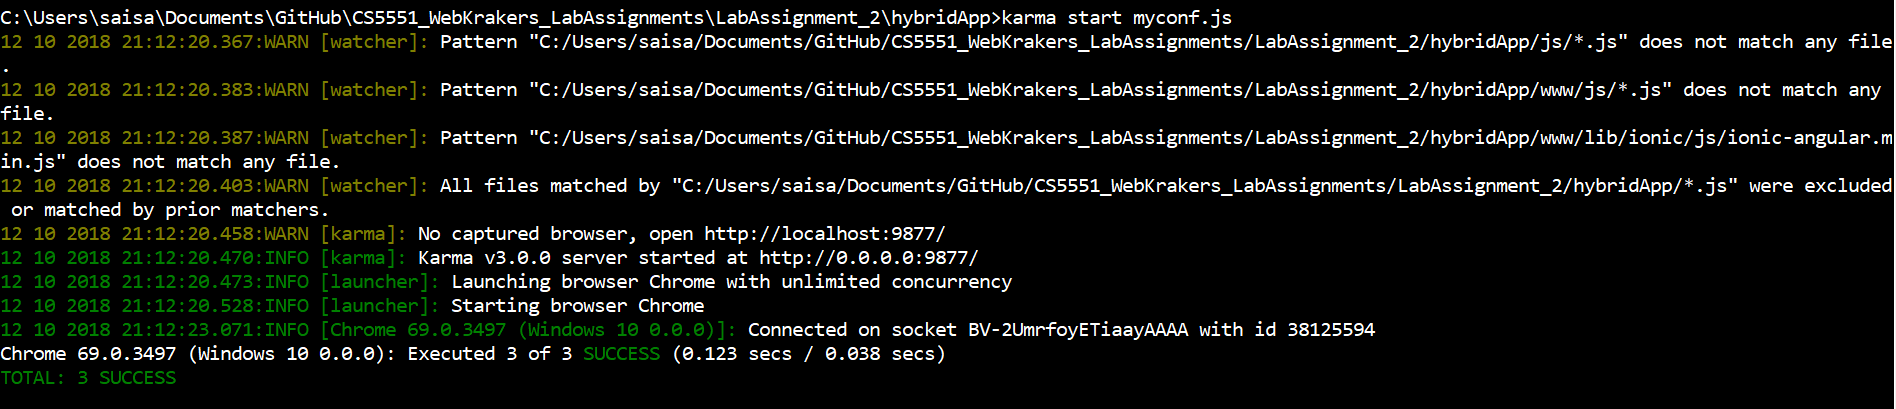 C:\Users\saisa\Documents\GitHub\CS5551_WebKrakers_LabAssignments\LabAssignment_2\hybridApp>karma start myconf.js
12 10 2018 21:12:20.367:WARN [watcher]: Pattern "C:/Users/saisa/Documents/GitHub/CS5551_WebKrakers_LabAssignments/LabAssignment_2/hybridApp/js/*.js" does not match any file
.
12 10 2018 21:12:20.383:WARN [watcher]: Pattern "C:/Users/saisa/Documents/GitHub/CS5551_WebKrakers_LabAssignments/LabAssignment_2/hybridApp/www/js/*.js" does not match any
file.
12 10 2018 21:12:20.387:WARN [watcher]: Pattern "C:/Users/saisa/Documents/GitHub/CS5551_WebKrakers_LabAssignments/LabAssignment_2/hybridApp/www/lib/ionic/js/ionic-angular.m
in.js" does not match any file.
12 10 2018 21:12:20.403:WARN [watcher]: All files matched by "C:/Users/saisa/Documents/GitHub/CS5551_WebKrakers_LabAssignments/LabAssignment_2/hybridApp/*.js" were excluded
 or matched by prior matchers.
12 10 2018 21:12:20.458:WARN [karma]: No captured browser, open http://localhost:9877/
12 10 2018 21:12:20.470:INFO [karma]: Karma v3.0.0 server started at http://0.0.0.0:9877/
12 10 2018 21:12:20.473:INFO [launcher]: Launching browser Chrome with unlimited concurrency
12 10 2018 21:12:20.528:INFO [launcher]: Starting browser Chrome
12 10 2018 21:12:23.071:INFO [Chrome 69.0.3497 (Windows 10 0.0.0)]: Connected on socket BV-2UmrfoyETiaayAAAA with id 38125594
Chrome 69.0.3497 (Windows 10 0.0.0): Executed 3 of 3 SUCCESS (0.123 secs / 0.038 secs)
TOTAL: 3 SUCCESS